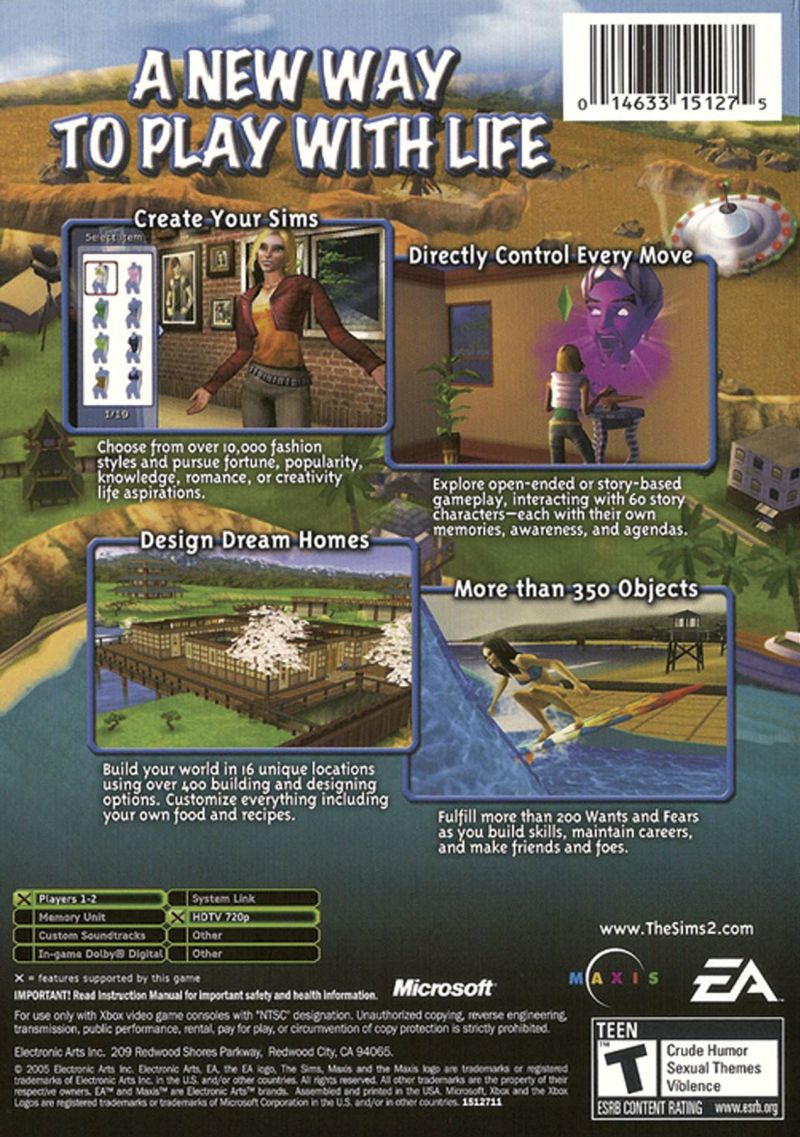 A NEW WAY
TO PLAY WITH LIFE
0 14633 15127 5
Create Your Sims
Select Item
1/19
Choose from over 10,000 fashion
styles and pursue fortune, popularity,
knowledge, romance, or creativity
life aspirations.
Directly Control Every Move
Explore open-ended or story-based
gameplay, interacting with 60 story
characters—each with their own
memories, awareness, and agendas.
Design Dream Homes
Build your world in 16 unique locations
using over 400 building and designing
options. Customize everything including
your own food and recipes.
More than 350 Objects
Fulfill more than 200 Wants and Fears
as you build skills, maintain careers,
and make friends and foes.
X Players 1-2
Memory Unit
Custom Soundtracks
In-game Dolby® Digital
System Link
X HDTV 720p
Other
Other
X = features supported by this game
IMPORTANT! Read Instruction Manual for important safety and health information.
Microsoft®
www.TheSims2.com
MAXIS
EA™
For use only with Xbox video game consoles with "NTSC" designation. Unauthorized copying, reverse engineering,
transmission, public performance, rental, pay for play, or circumvention of copy protection is strictly prohibited.
Electronic Arts Inc. 209 Redwood Shores Parkway, Redwood City, CA 94065.
© 2005 Electronic Arts Inc. Electronic Arts, EA, the EA logo, The Sims, Maxis and the Maxis logo are trademarks or registered
trademarks of Electronic Arts Inc. in the U.S. and/or other countries. All rights reserved. All other trademarks are the property of their
respective owners. EA™ and Maxis™ are Electronic Arts™ brands. Assembled and printed in the USA. Microsoft, Xbox and the Xbox
Logos are registered trademarks or trademarks of Microsoft Corporation in the U.S. and/or in other countries. 1512711
TEEN
T
Crude Humor
Sexual Themes
Violence
ESRB CONTENT RATING www.esrb.org